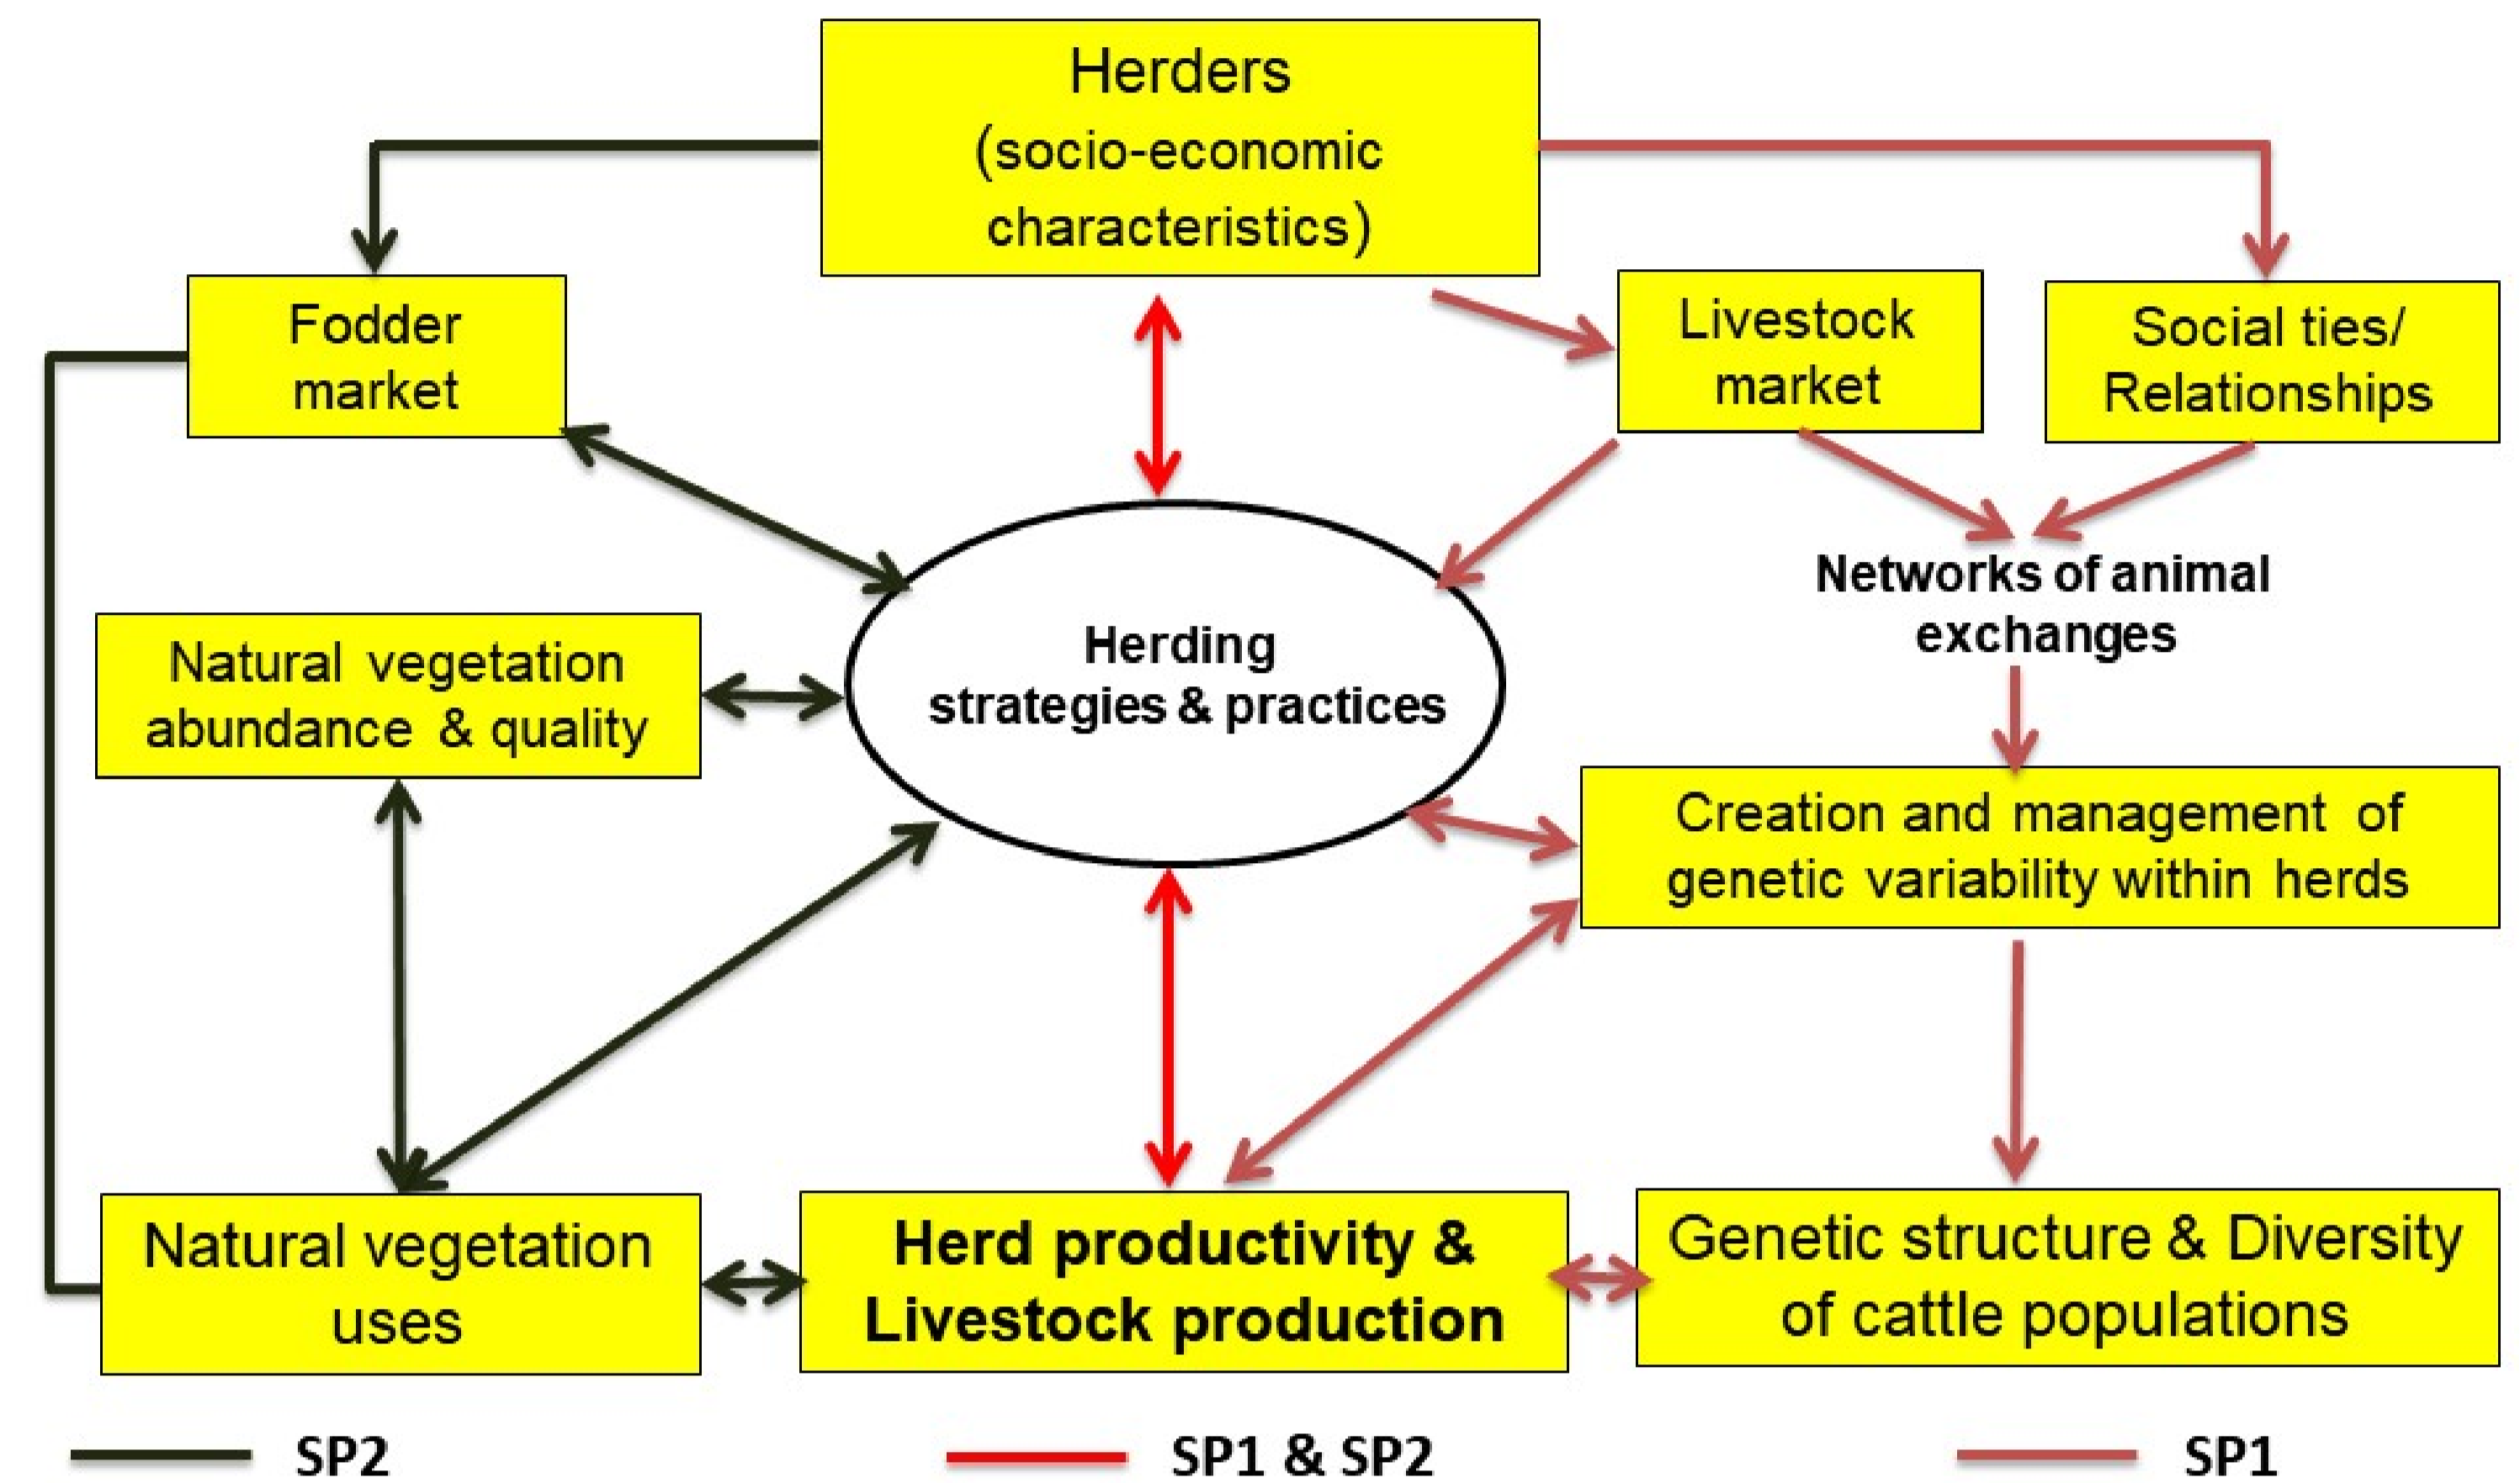 Herders
(socio-economic
characteristics)
Fodder
market
Livestock
market
Social ties/
Relationships
Networks of animal
exchanges
Natural vegetation
abundance & quality
Herding
strategies & practices
Creation and management of
genetic variability within herds
Natural vegetation
uses
Herd productivity &
Livestock production
Genetic structure & Diversity
of cattle populations
SP2
SP1 & SP2
SP1